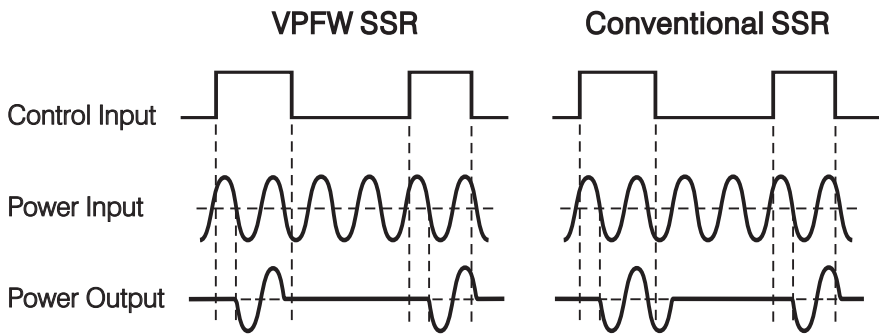 VPFW SSR
Conventional SSR
Control Input
Power Input
Power Output